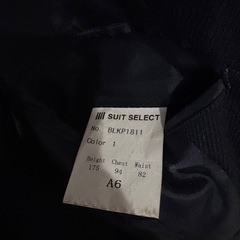 SUIT SELECT
No. BLKP1811
Color 1
Height Chest Waist
175 94 82
A6